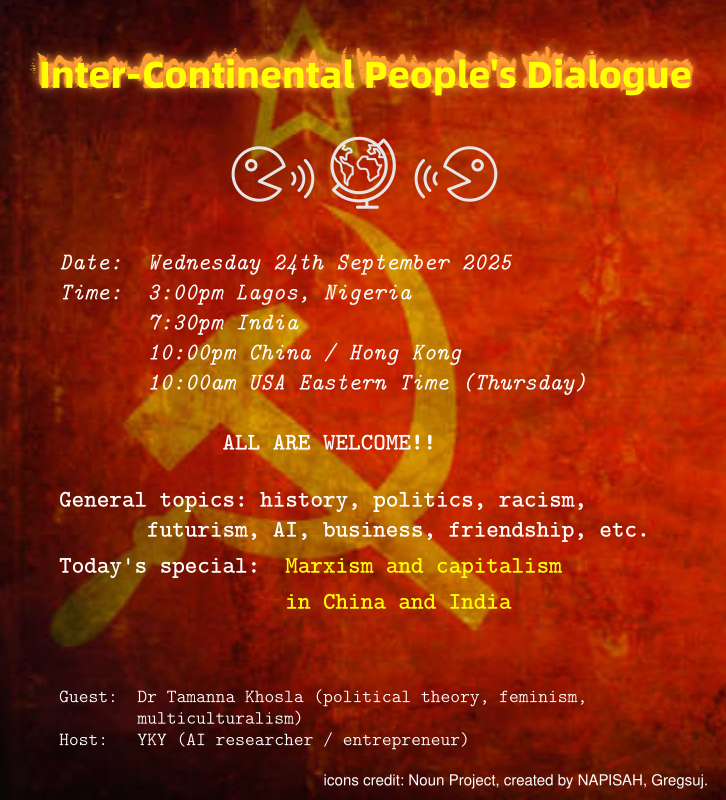 Inter-Continental People's Dialogue
Date: Wednesday 24th September 2025
Time: 3:00pm Lagos, Nigeria
7:30pm India
10:00pm China / Hong Kong
10:00am USA Eastern Time (Thursday)
ALL ARE WELCOME!!
General topics: history, politics, racism,
futurism, AI, business, friendship, etc.
Today's special: Marxism and capitalism
in China and India
Guest: Dr Tamanna Khosla (political theory, feminism,
multiculturalism)
Host: YKY (AI researcher / entrepreneur)
icons credit: Noun Project, created by NAPISAH, Gregsuj.